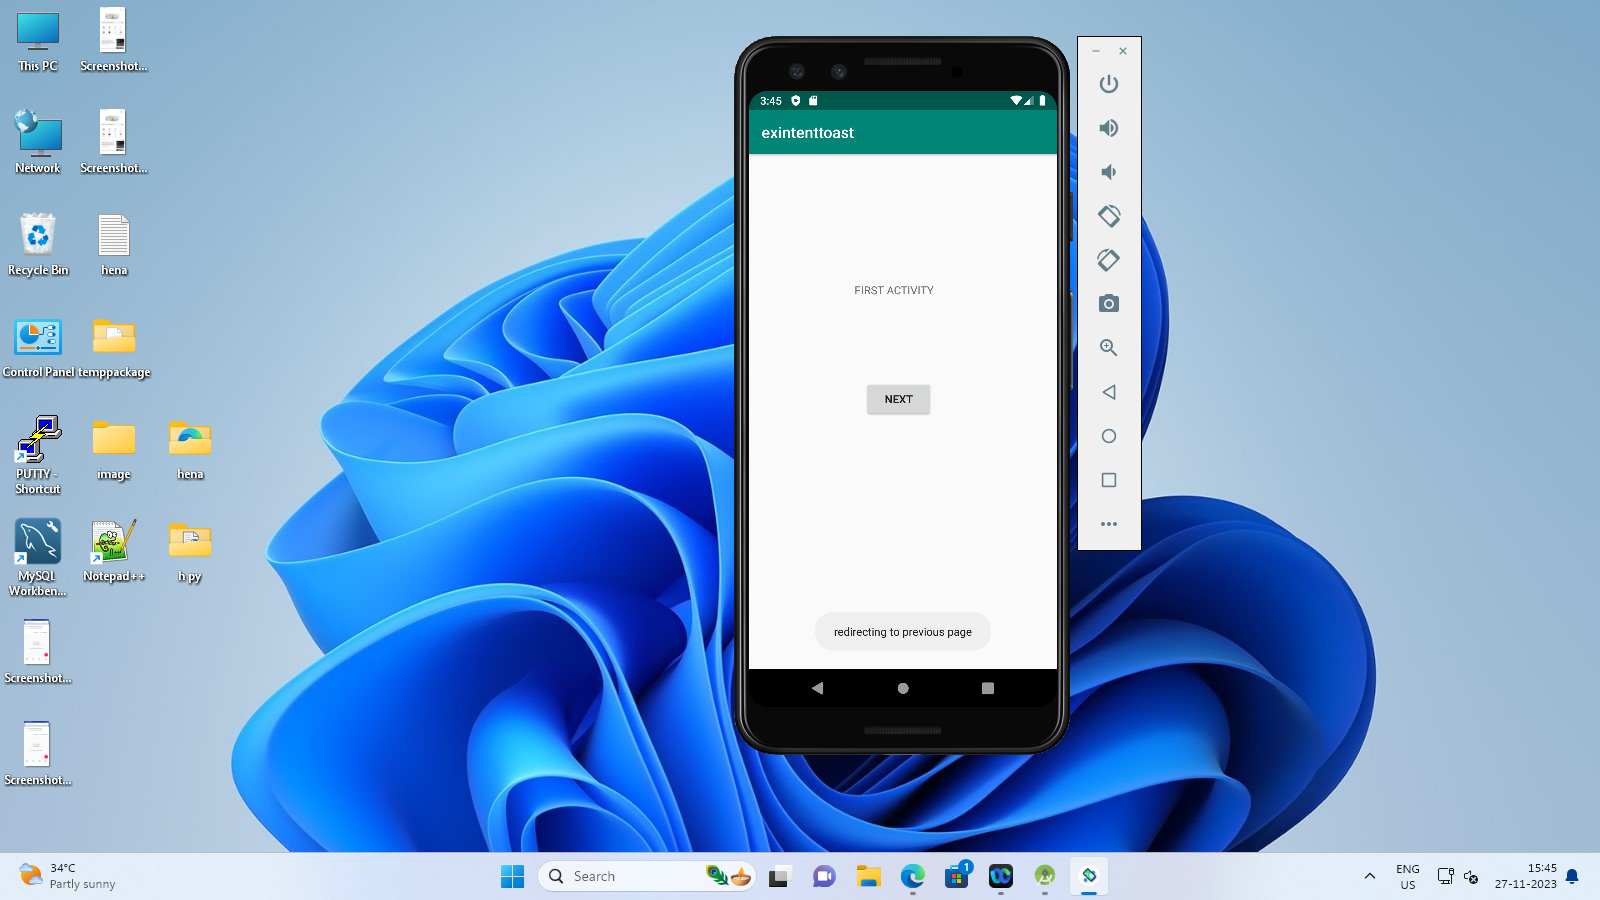 This PC
Screenshot...
Network
Screenshot...
Recycle Bin
hena
Control Panel
temppackage
PUTTY -
Shortcut
image
hena
MySQL
Workben...
Notepad++
h py
Screenshot...
Screenshot...
3:45
exintenttoast
FIRST ACTIVITY
NEXT
redirecting to previous page
34°C
Partly sunny
Search
1
ENG
US
15:45
27-11-2023